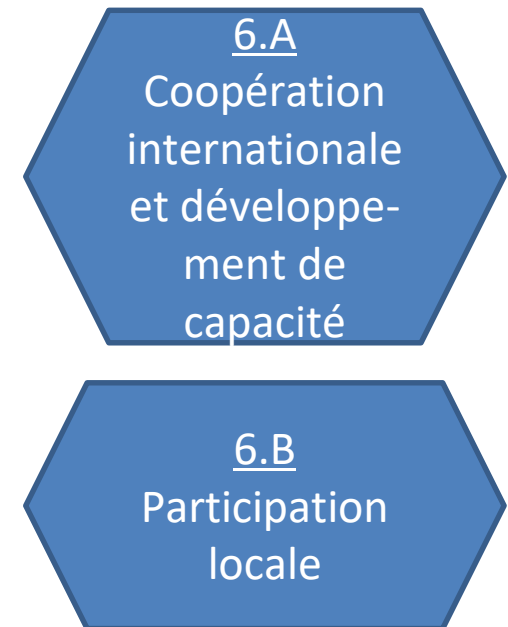 6.A
Coopération
internationale
et développe-
ment de
capacité
6.B
Participation
locale